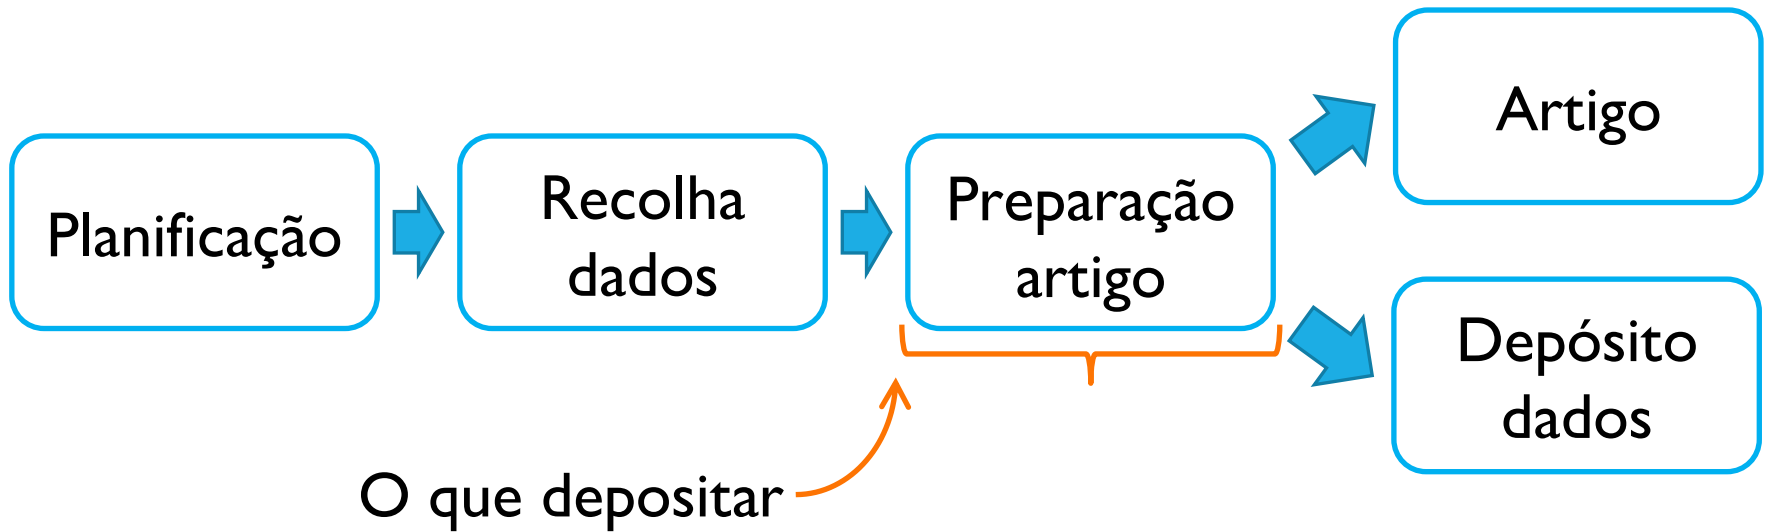 Planificação
Recolha
dados
Preparação
artigo
Artigo
Depósito
dados
O que depositar